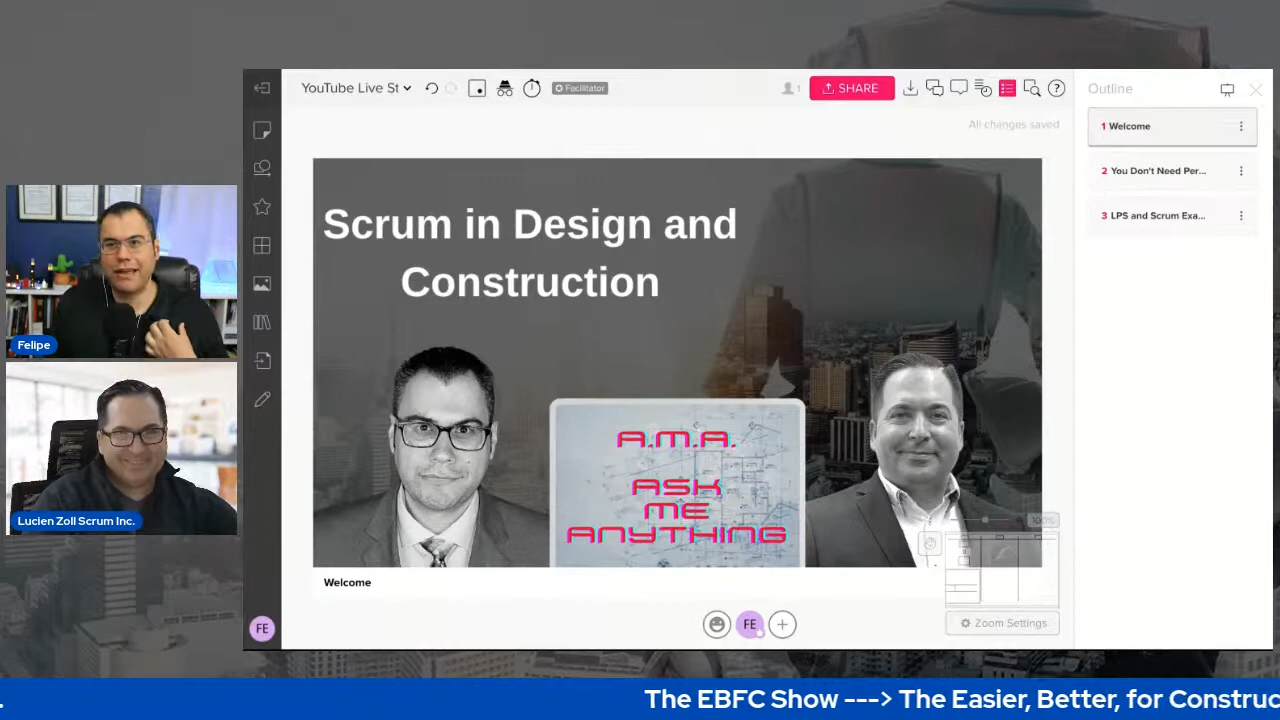 YouTube Live St
Facilitator
1
SHARE
?
Outline
All changes saved
1 Welcome
2 You Don't Need Per...
3 LPS and Scrum Exa...
Scrum in Design and
Construction
A.M.A.
ASK
ME
ANYTHING
Felipe
Lucien Zoll Scrum Inc.
100%
Welcome
FE
FE
Zoom Settings
. The EBFC Show ---> The Easier, Better, for Construc